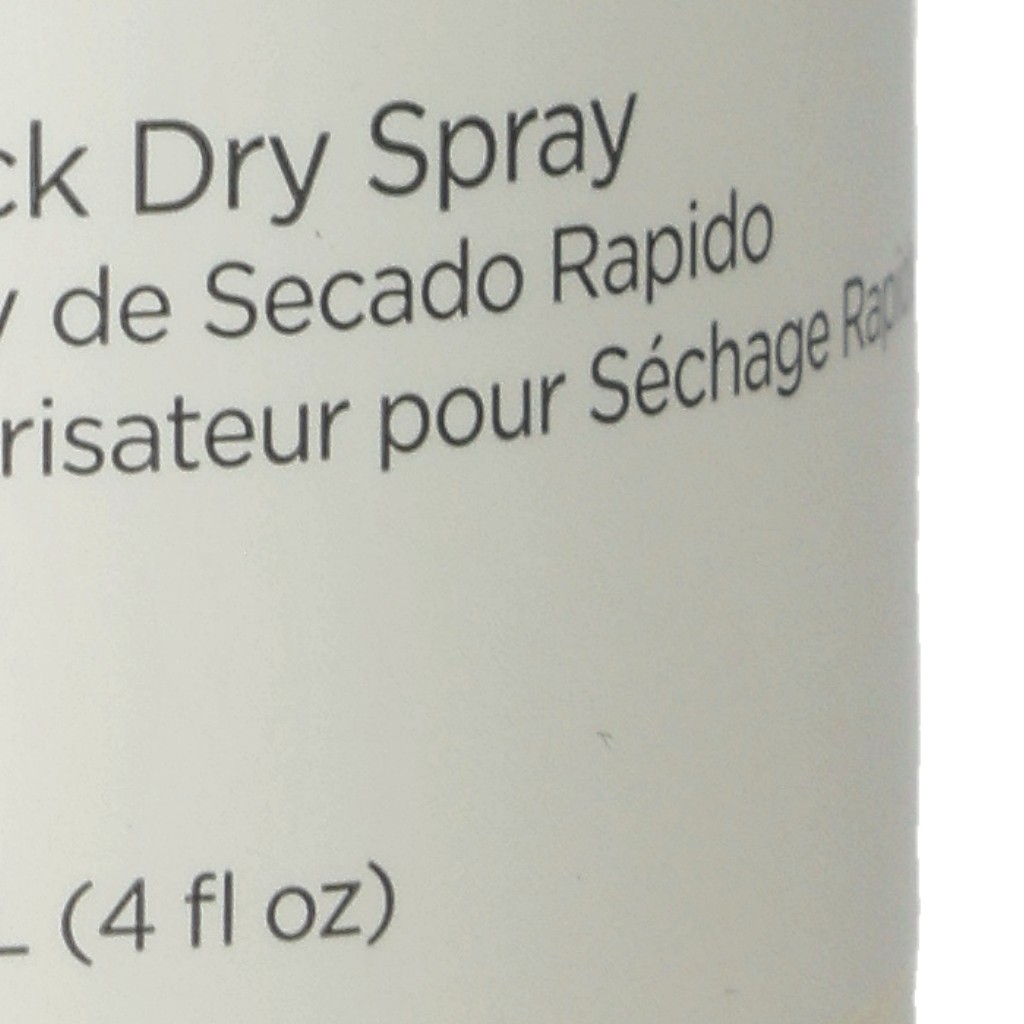 ck Dry Spray
y de Secado Rapido
risateur pour Séchage
(4 fl oz)